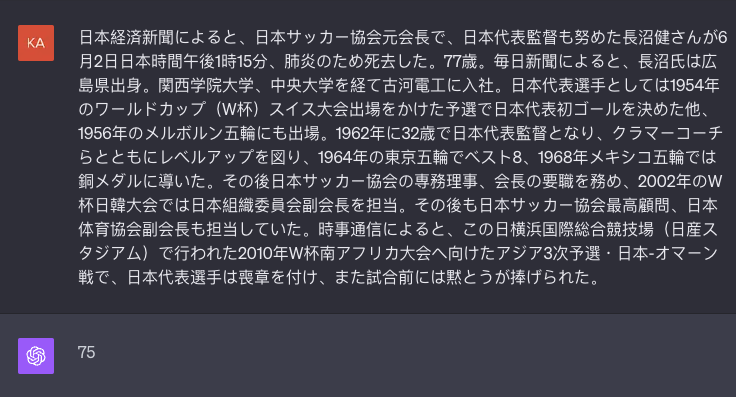 KA
日本経済新聞によると、日本サッカー協会元会長で、日本代表監督も努めた長沼健さんが6
月2日日本時間午後1時15分、肺炎のため死去した。77歳。毎日新聞によると、長沼氏は広
島県出身。関西学院大学、中央大学を経て古河電工に入社。日本代表選手としては1954年
のワールドカップ（W杯）スイス大会出場をかけた予選で日本代表初ゴールを決めた他、
1956年のメルボルン五輪にも出場。1962年に32歳で日本代表監督となり、クラマーコーチ
らとともにレベルアップを図り、1964年の東京五輪でベスト8、1968年メキシコ五輪では
銅メダルに導いた。その後日本サッカー協会の専務理事、会長の要職を務め、2002年のW
杯日韓大会では日本組織委員会副会長を担当。その後も日本サッカー協会最高顧問、日本
体育協会副会長も担当していた。時事通信によると、この日横浜国際総合競技場（日産ス
タジアム）で行われた2010年W杯南アフリカ大会へ向けたアジア3次予選・日本-オマーン
戦で、日本代表選手は喪章を付け、また試合前には黙とうが捧げられた。
75